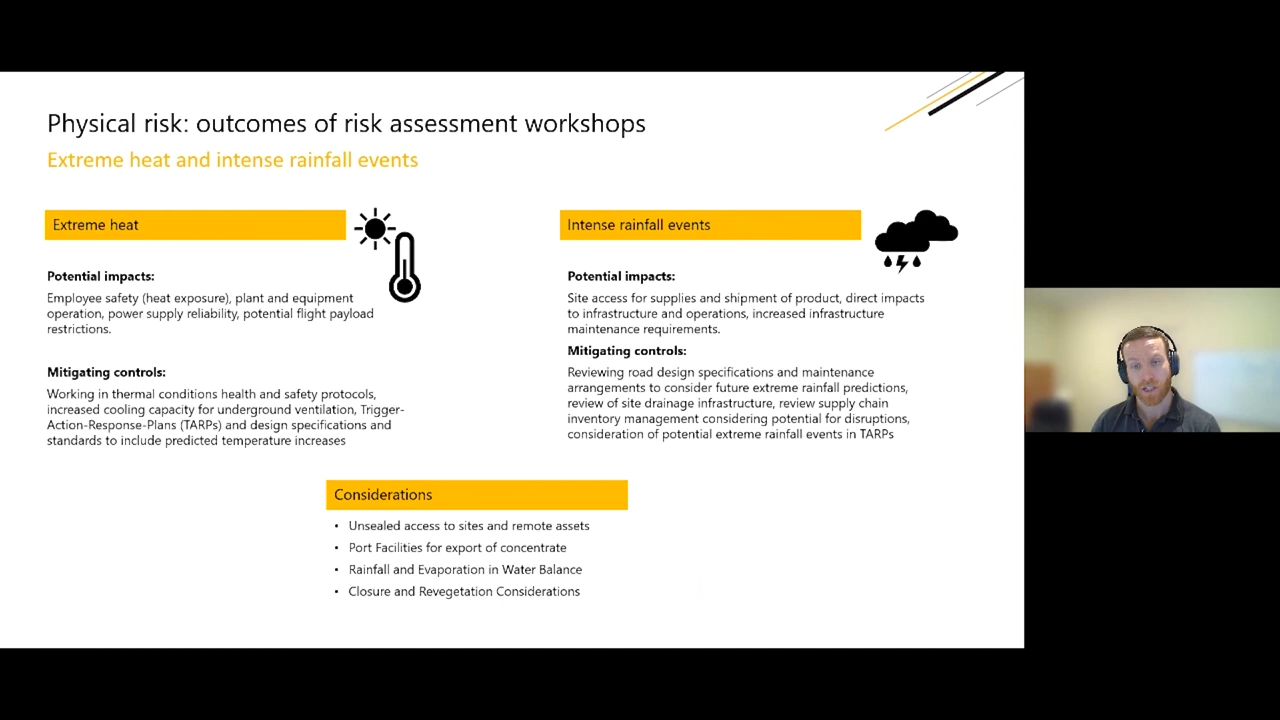 Physical risk: outcomes of risk assessment workshops
Extreme heat and intense rainfall events
Extreme heat
Potential impacts:
Employee safety (heat exposure), plant and equipment
operation, power supply reliability, potential flight payload
restrictions.
Mitigating controls:
Working in thermal conditions health and safety protocols,
increased cooling capacity for underground ventilation, Trigger-
Action-Response-Plans (TARPs) and design specifications and
standards to include predicted temperature increases
Intense rainfall events
Potential impacts:
Site access for supplies and shipment of product, direct impacts
to infrastructure and operations, increased infrastructure
maintenance requirements.
Mitigating controls:
Reviewing road design specifications and maintenance
arrangements to consider future extreme rainfall predictions,
review of site drainage infrastructure, review supply chain
inventory management considering potential for disruptions,
consideration of potential extreme rainfall events in TARPs
Considerations
• Unsealed access to sites and remote assets
• Port Facilities for export of concentrate
• Rainfall and Evaporation in Water Balance
• Closure and Revegetation Considerations